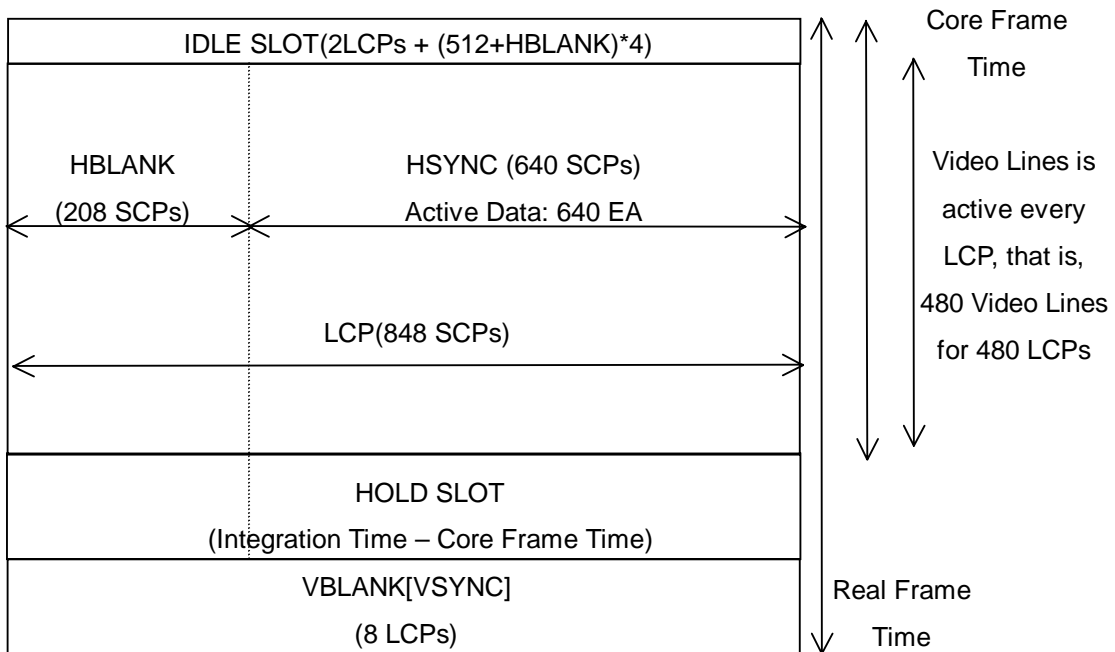 IDLE SLOT(2LCPs + (512+HBLANK)*4)
Core Frame
Time
HBLANK
(208 SCPs)
HSYNC (640 SCPs)
Active Data: 640 EA
Video Lines is
active every
LCP, that is,
480 Video Lines
for 480 LCPs
LCP(848 SCPs)
HOLD SLOT
(Integration Time – Core Frame Time)
VBLANK[VSYNC]
(8 LCPs)
Real Frame
Time